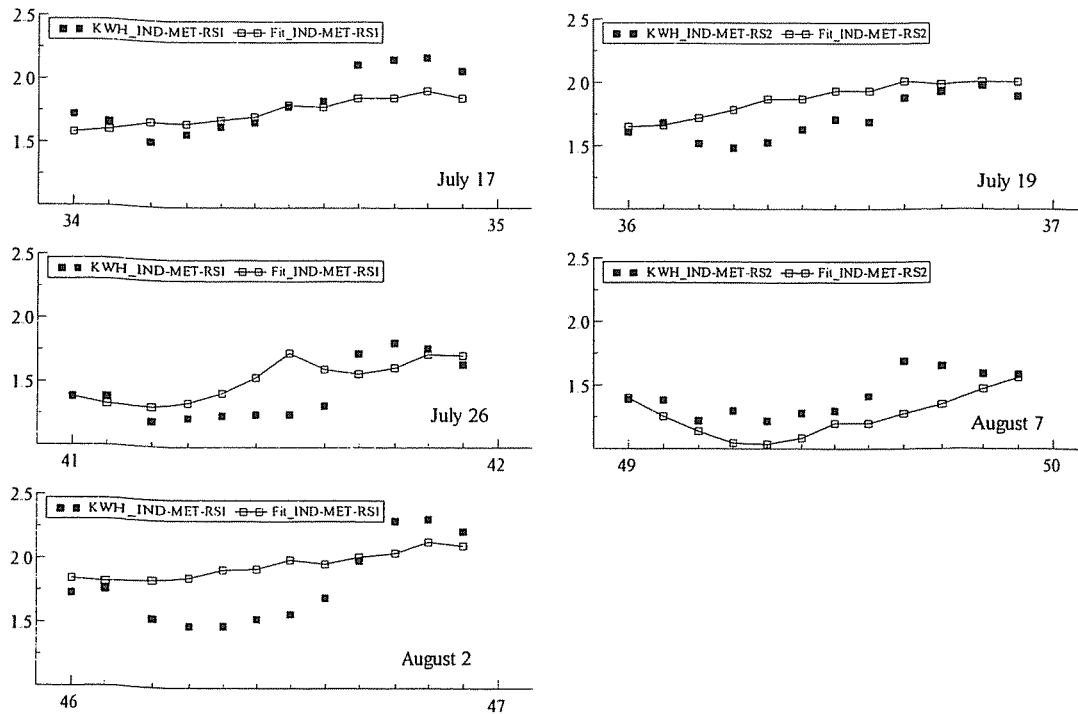 2.5
KWH_IND-MET-RS1 Fit_IND-MET-RS1
2.0
1.5
July 17
34 35
2.5
KWH_IND-MET-RS2 Fit_IND-MET-RS2
2.0
1.5
July 19
36 37
2.5
KWH_IND-MET-RS1 Fit_IND-MET-RS1
2.0
1.5
July 26
41 42
2.5
KWH_IND-MET-RS2 Fit_IND-MET-RS2
2.0
1.5
August 7
49 50
2.5
KWH_IND-MET-RS1 Fit_IND-MET-RS1
2.0
1.5
August 2
46 47